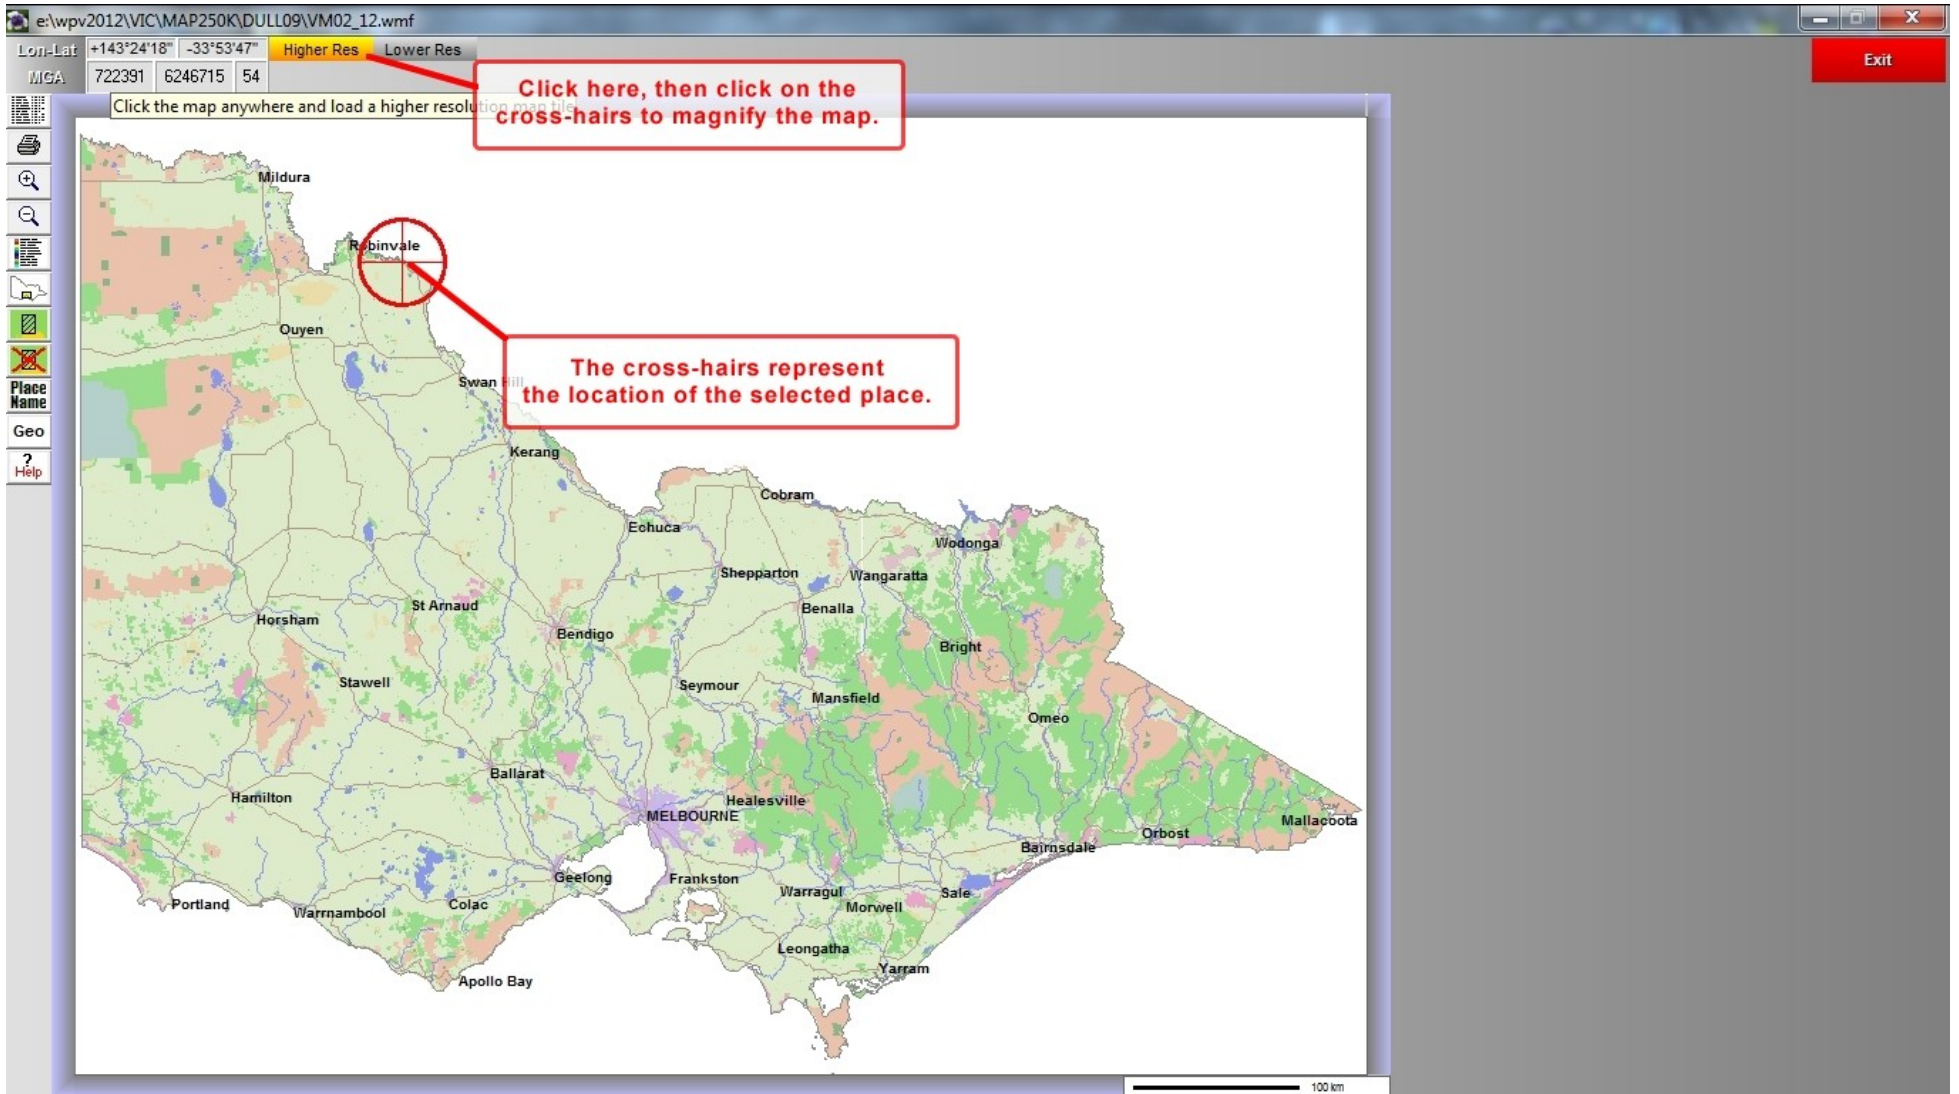 e:\wpv2012\VIC\MAP250K\DULL09\VM02_12.wmf
Lon-Lat +143°24'18" -33°53'47" Higher Res Lower Res
Exit
MGA 722391 6246715 54
Click here, then click on the
cross-hairs to magnify the map.
Click the map anywhere and load a higher resolution map tile
Mildura
Robinvale
Ouyen
The cross-hairs represent
the location of the selected place.
Swan Hill
Place
Name
Geo
?
Help
Kerang
Cobram
Echuca
Wodonga
Shepparton
Wangaratta
St Arnaud
Benalla
Horsham
Bendigo
Bright
Stawell
Seymour
Mansfield
Omeo
Ballarat
Hamilton
Healesville
MELBOURNE
Mallacoota
Orbost
Bairnsdale
Geelong
Frankston
Warragul
Sale
Portland
Warrnambool
Colac
Morwell
Leongatha
Yarram
Apollo Bay
100 km